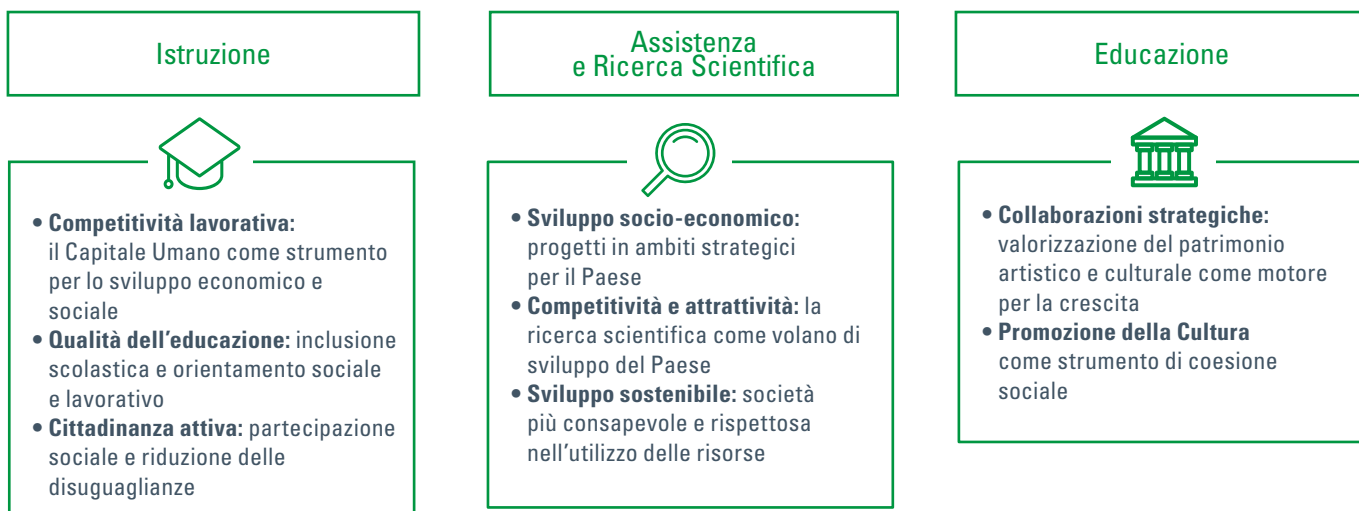 Istruzione
• Competitività lavorativa:
il Capitale Umano come strumento
per lo sviluppo economico e
sociale
• Qualità dell’educazione: inclusione
scolastica e orientamento sociale
e lavorativo
• Cittadinanza attiva: partecipazione
sociale e riduzione delle
disuguaglianze
Assistenza
e Ricerca Scientifica
• Sviluppo socio-economico:
progetti in ambiti strategici
per il Paese
• Competitività e attrattività: la
ricerca scientifica come volano di
sviluppo del Paese
• Sviluppo sostenibile: società
più consapevole e rispettosa
nell’utilizzo delle risorse
Educazione
• Collaborazioni strategiche:
valorizzazione del patrimonio
artistico e culturale come motore
per la crescita
• Promozione della Cultura
come strumento di coesione
sociale